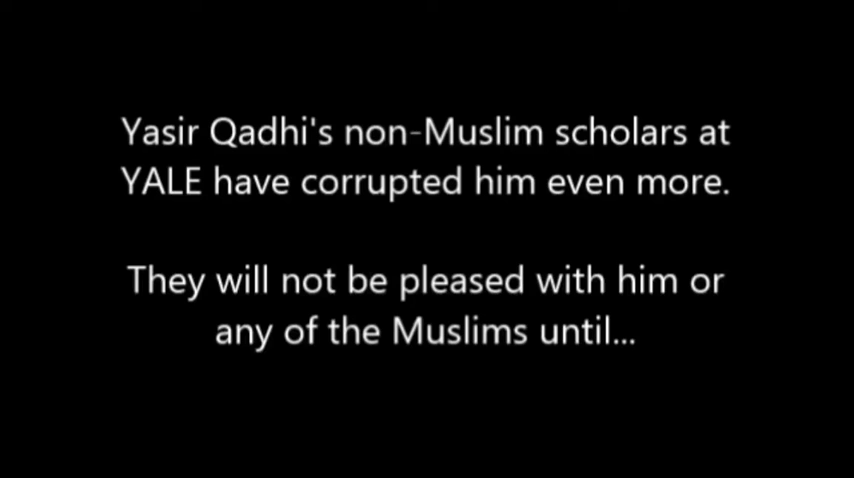 Yasir Qadhi's non-Muslim scholars at
YALE have corrupted him even more.
They will not be pleased with him or
any of the Muslims until...